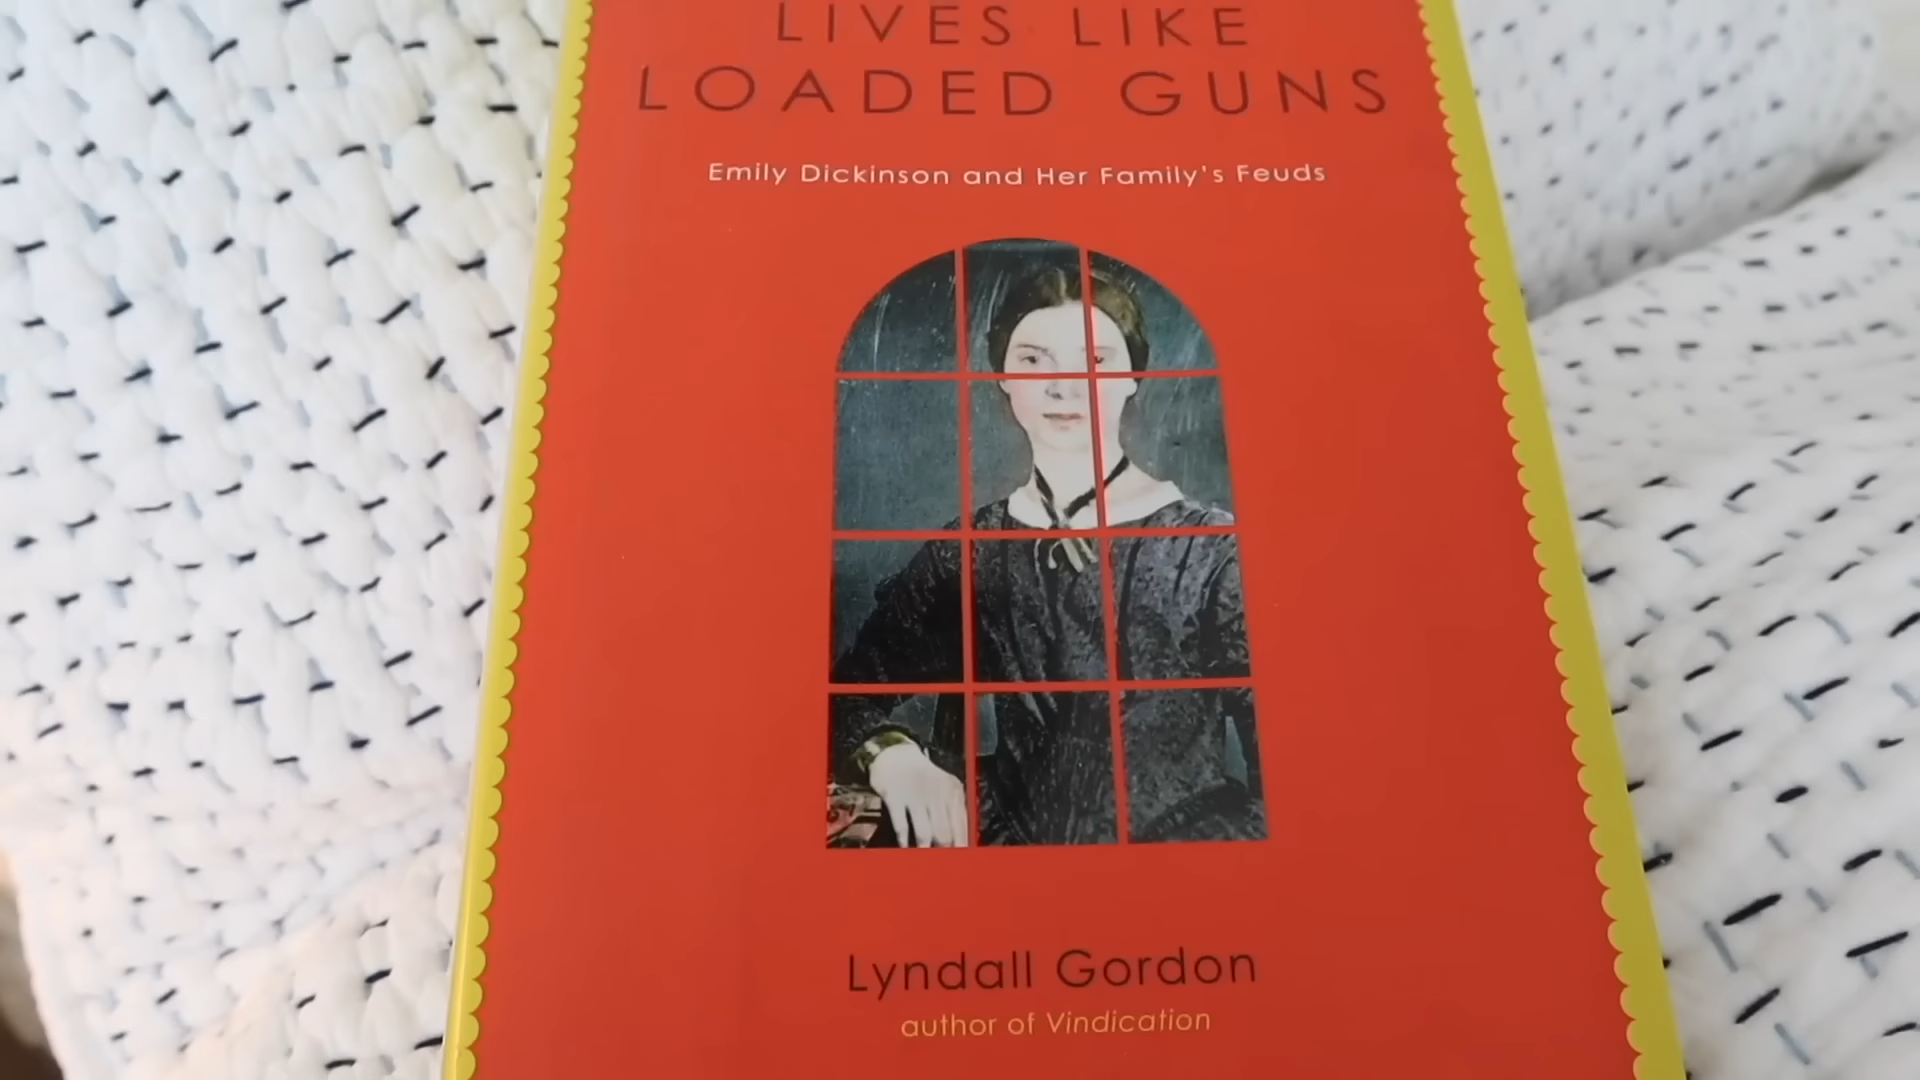 LIVES LIKE
LOADED GUNS
Emily Dickinson and Her Family's Feuds
Lyndall Gordon
author of Vindication